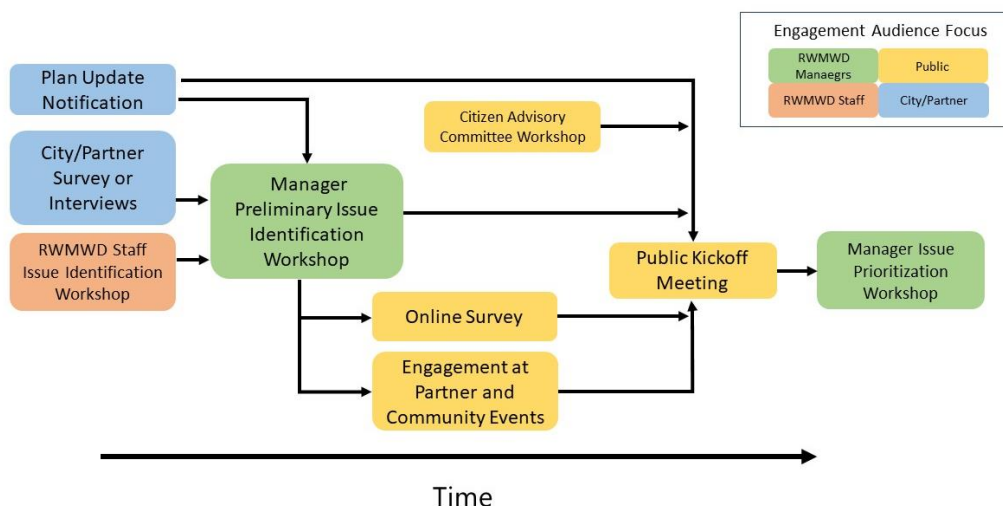 Engagement Audience Focus
RWMWD
Manaegrs
Public
RWMWD Staff
City/Partner
Plan Update
Notification
Citizen Advisory
Committee Workshop
City/Partner
Survey or
Interviews
Manager
Preliminary Issue
Identification
Workshop
RWMWD Staff
Issue Identification
Workshop
Public Kickoff
Meeting
Manager Issue
Prioritization
Workshop
Online Survey
Engagement at
Partner and
Community Events
Time